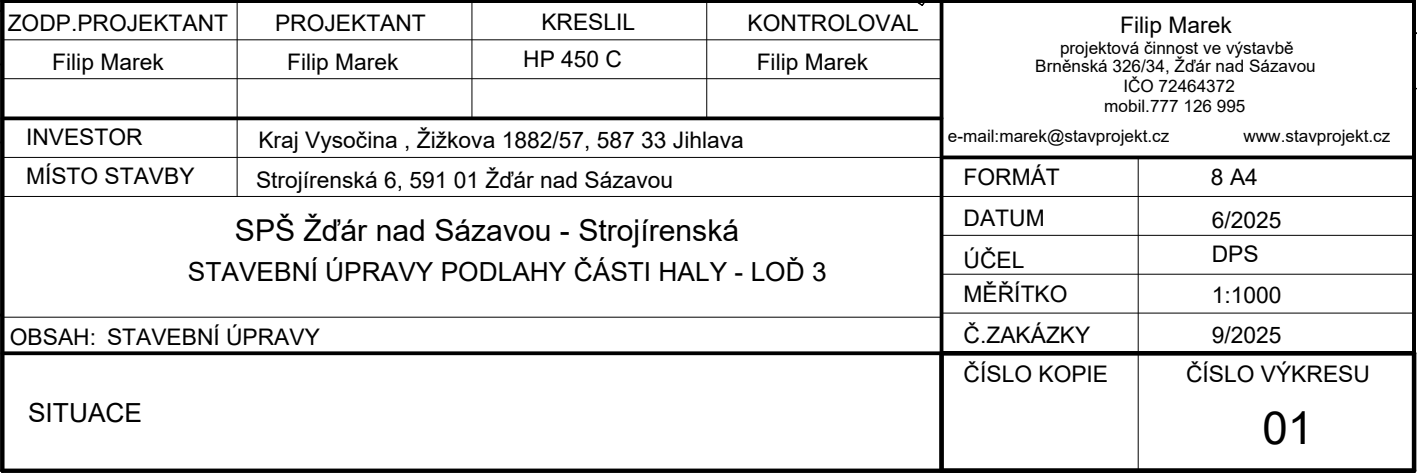 ZODP.PROJEKTANT PROJEKTANT KRESLIL KONTROLOVAL
Filip Marek Filip Marek HP 450 C Filip Marek
Filip Marek
projektová činnost ve výstavbě
Brněnská 326/34, Žďár nad Sázavou
IČO 72464372
mobil.777 126 995
e-mail:marek@stavprojekt.cz www.stavprojekt.cz
INVESTOR Kraj Vysočina , Žižkova 1882/57, 587 33 Jihlava
MÍSTO STAVBY Strojírenská 6, 591 01 Žďár nad Sázavou
SPŠ Žďár nad Sázavou - Strojírenská
STAVEBNÍ ÚPRAVY PODLAHY ČÁSTI HALY - LOĎ 3
OBSAH: STAVEBNÍ ÚPRAVY
FORMÁT 8 A4
DATUM 6/2025
ÚČEL DPS
MĚŘÍTKO 1:1000
Č.ZAKÁZKY 9/2025
SITUACE
ČÍSLO KOPIE ČÍSLO VÝKRESU
01